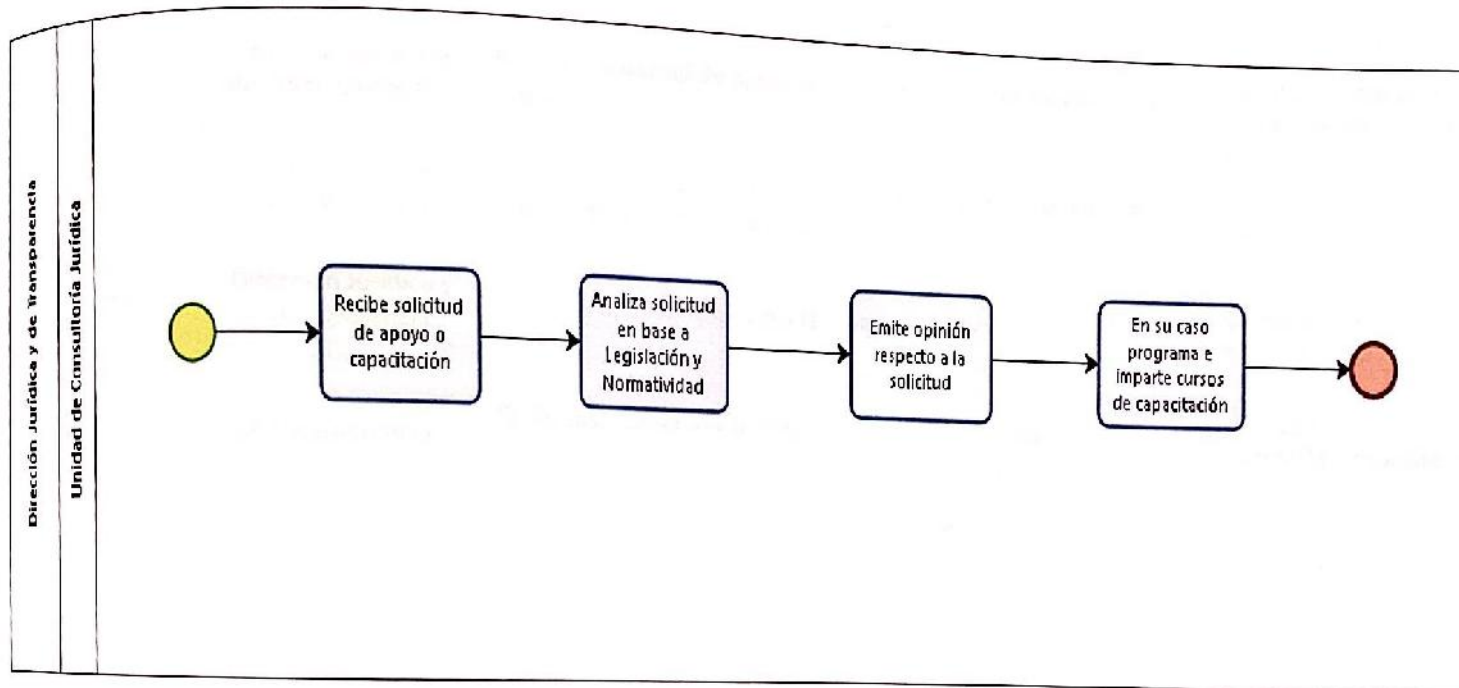 Dirección Jurídica y de Transparencia
Unidad de Consultoría Jurídica
Recibe solicitud
de apoyo o
capacitación
Analiza solicitud
en base a
Legislación y
Normatividad
Emite opinión
respecto a la
solicitud
En su caso
programa e
imparte cursos
de capacitación